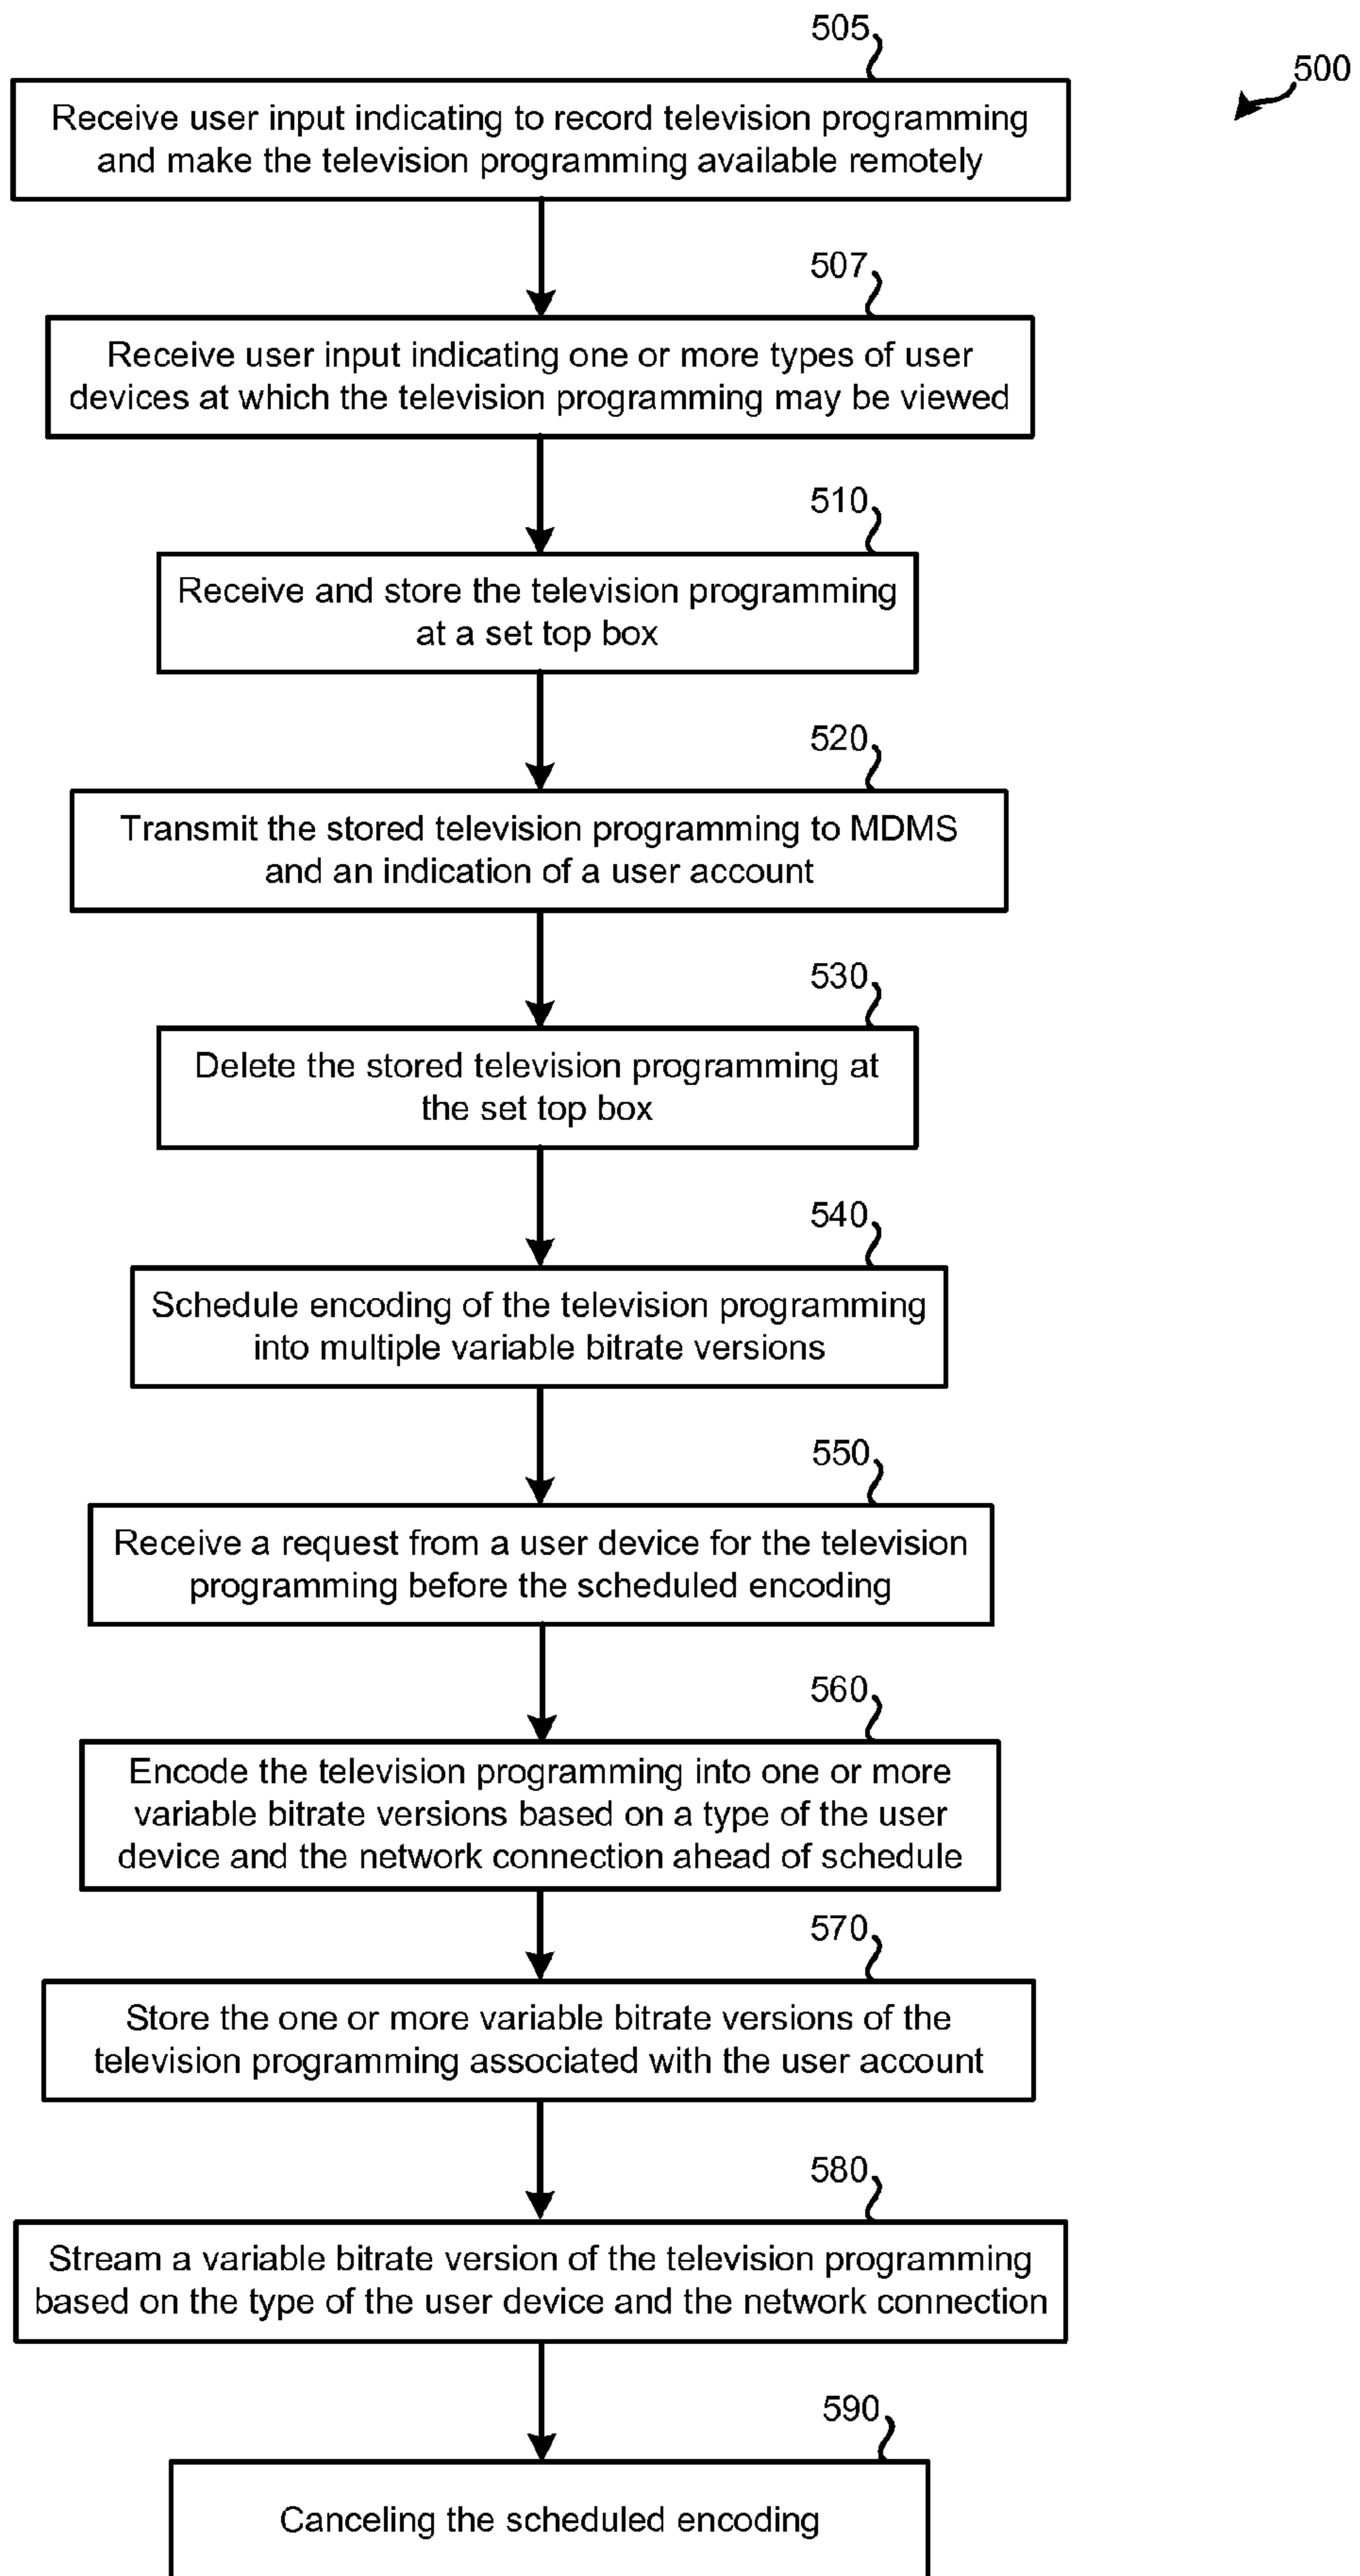 505
500
Receive user input indicating to record television programming
and make the television programming available remotely
507
Receive user input indicating one or more types of user
devices at which the television programming may be viewed
510
Receive and store the television programming
at a set top box
520
Transmit the stored television programming to MDMS
and an indication of a user account
530
Delete the stored television programming at
the set top box
540
Schedule encoding of the television programming
into multiple variable bitrate versions
550
Receive a request from a user device for the television
programming before the scheduled encoding
560
Encode the television programming into one or more
variable bitrate versions based on a type of the user
device and the network connection ahead of schedule
570
Store the one or more variable bitrate versions of the
television programming associated with the user account
580
Stream a variable bitrate version of the television programming
based on the type of the user device and the network connection
590
Canceling the scheduled encoding